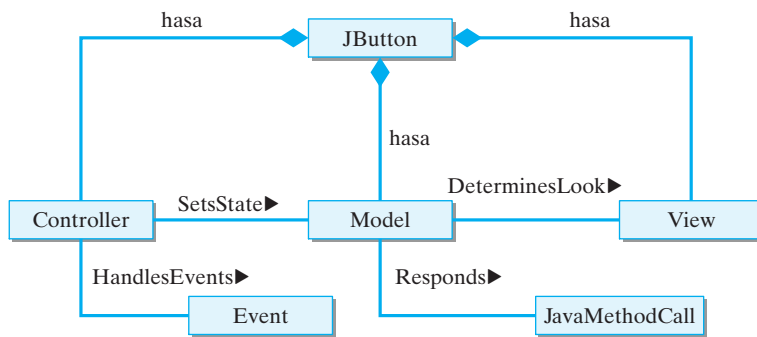 hasa
hasa
JButton
hasa
DeterminesLook▶
SetsState▶
Controller
Model
View
HandlesEvents▶
Responds▶
Event
JavaMethodCall